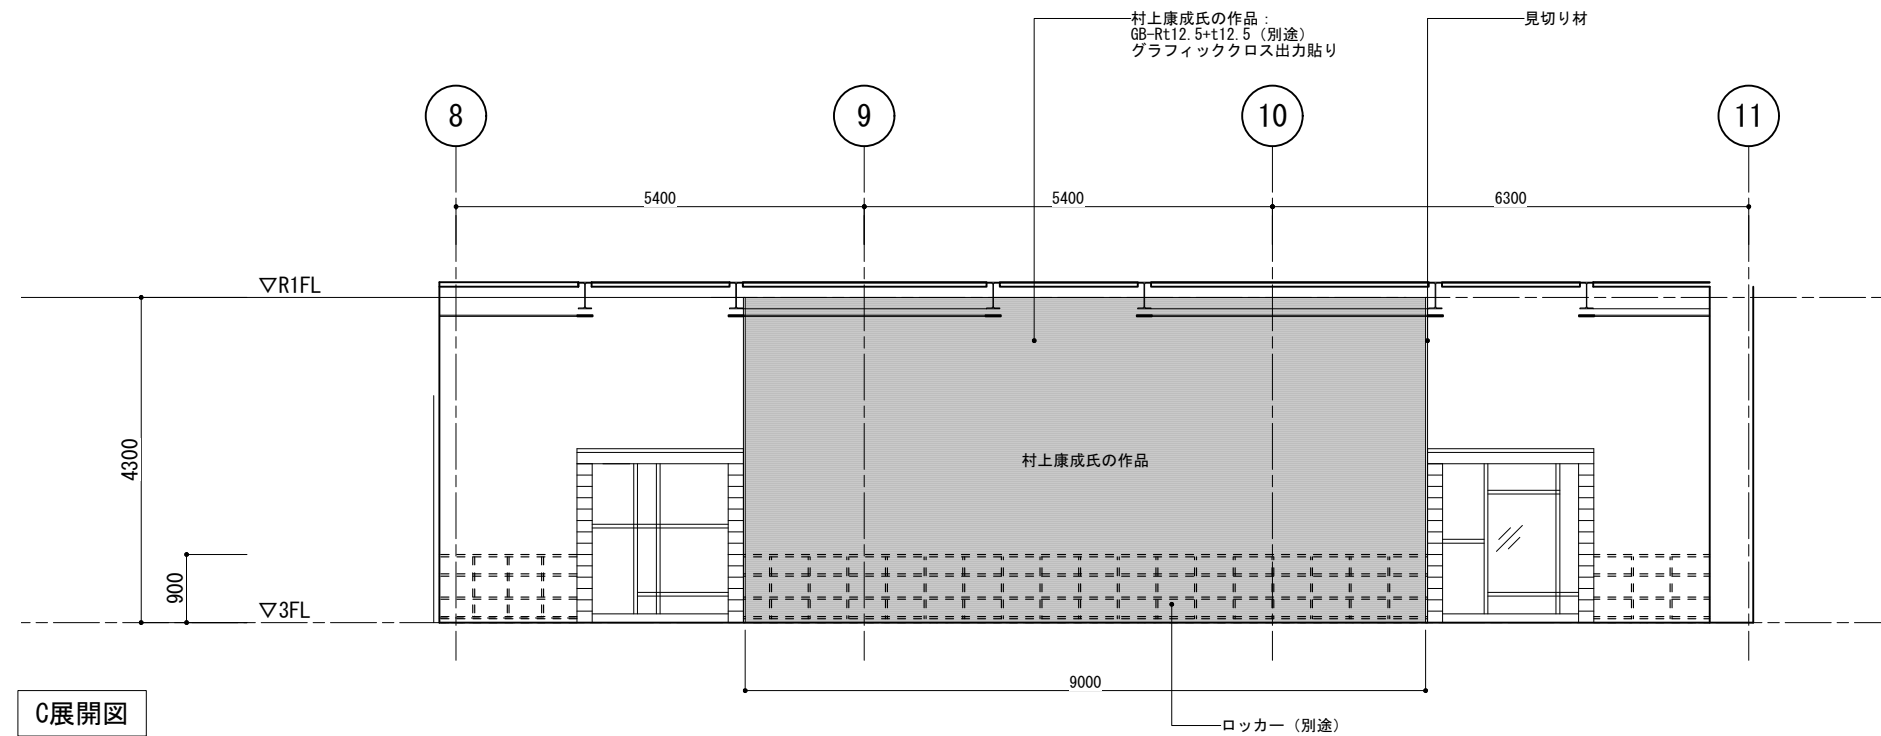 村上康成氏の作品：
GB-Rt12.5+t12.5（別途）
グラフィッククロス出力貼り
見切り材
8
9
10
11
5400
5400
6300
▽R1FL
4300
村上康成氏の作品
900
▽3FL
9000
C展開図
ロッカー（別途）